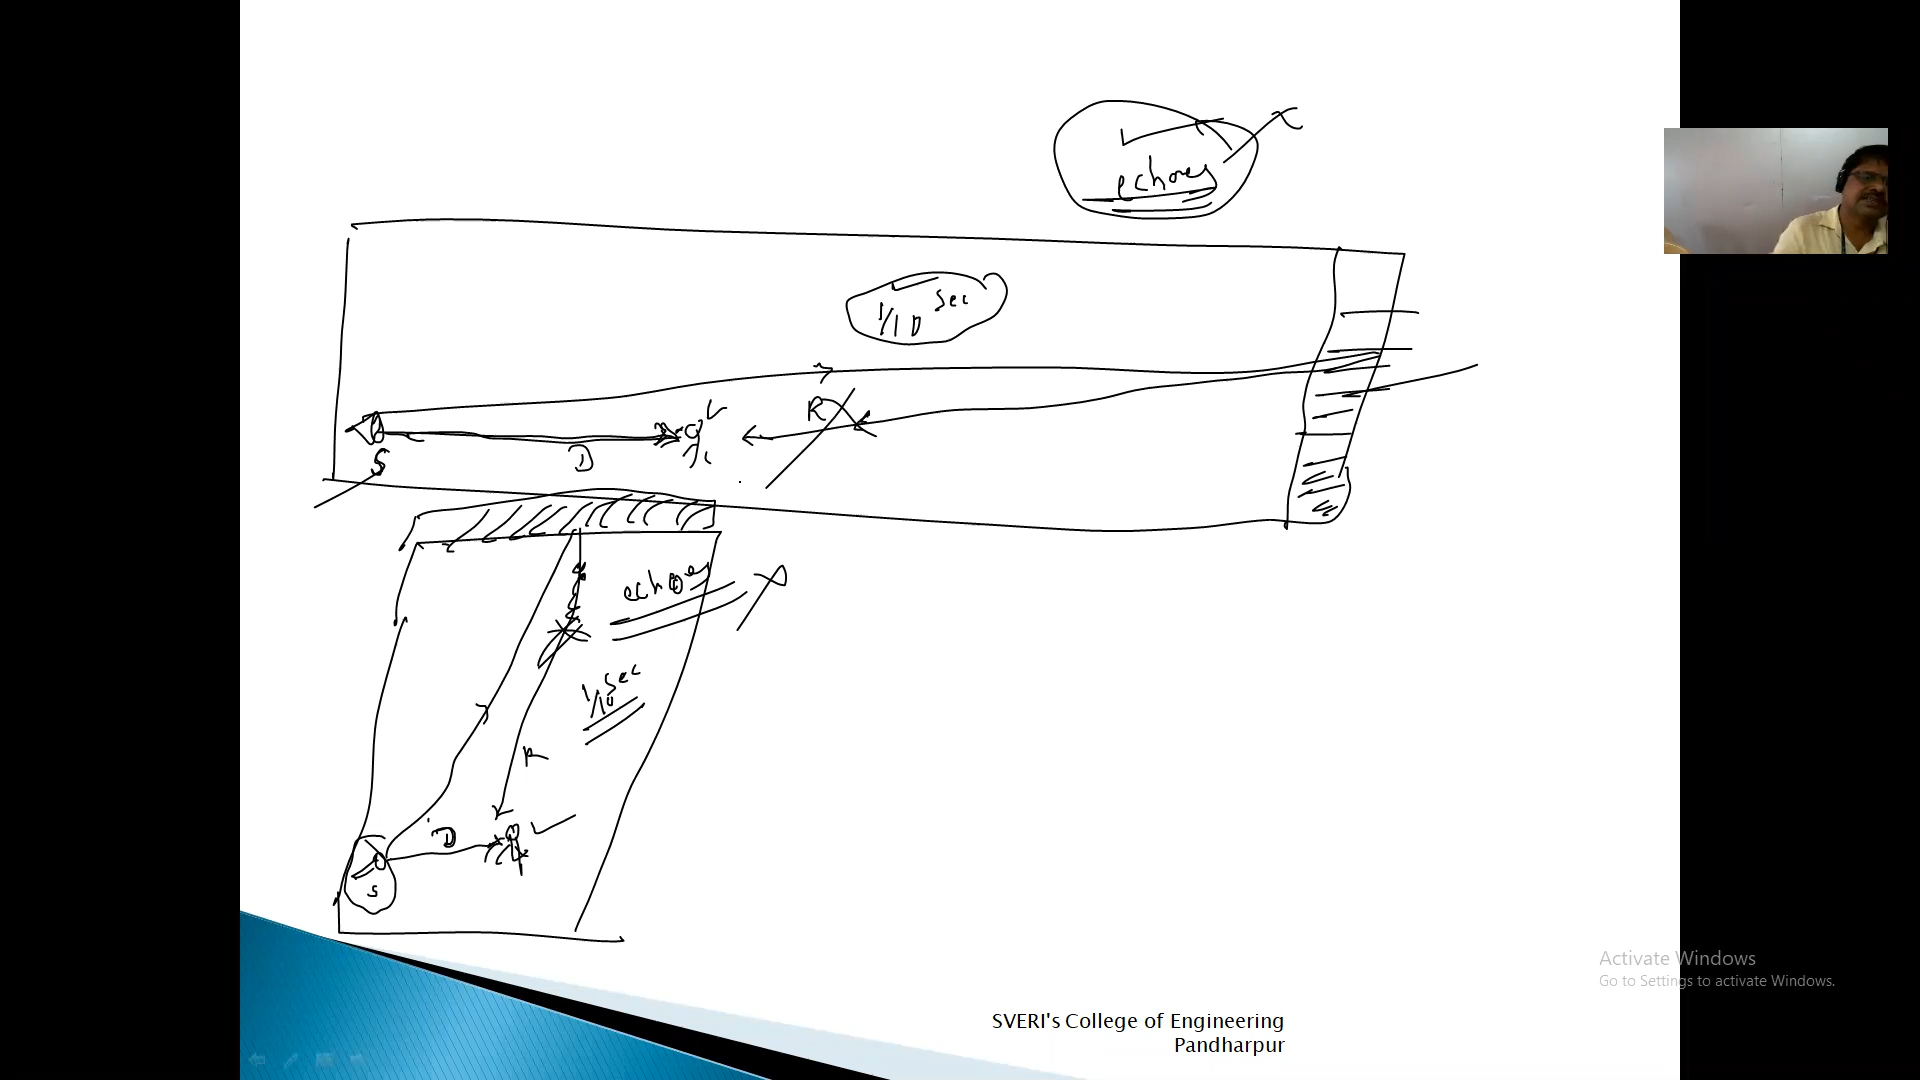 echoes
x
1/10 Sec
R
S
D
echoes
1/10 Sec
R
D
S
Activate Windows
Go to Settings to activate Windows.
SVERI's College of Engineering
Pandharpur